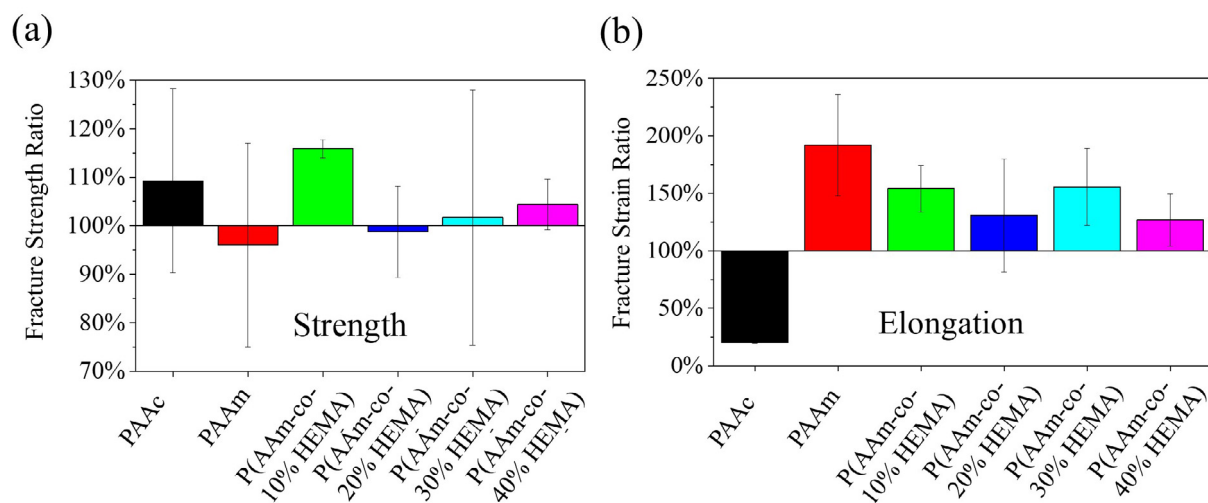 (a)
Fracture Strength Ratio
130%
120%
110%
100%
90%
80%
70%
Strength
PAAc
PAAm
P(AAm-co-
10% HEMA)
P(AAm-co-
20% HEMA)
P(AAm-co-
30% HEMA)
P(AAm-co-
40% HEMA)
(b)
Fracture Strain Ratio
250%
200%
150%
100%
50%
0%
Elongation
PAAc
PAAm
P(AAm-co-
10% HEMA)
P(AAm-co-
20% HEMA)
P(AAm-co-
30% HEMA)
P(AAm-co-
40% HEMA)